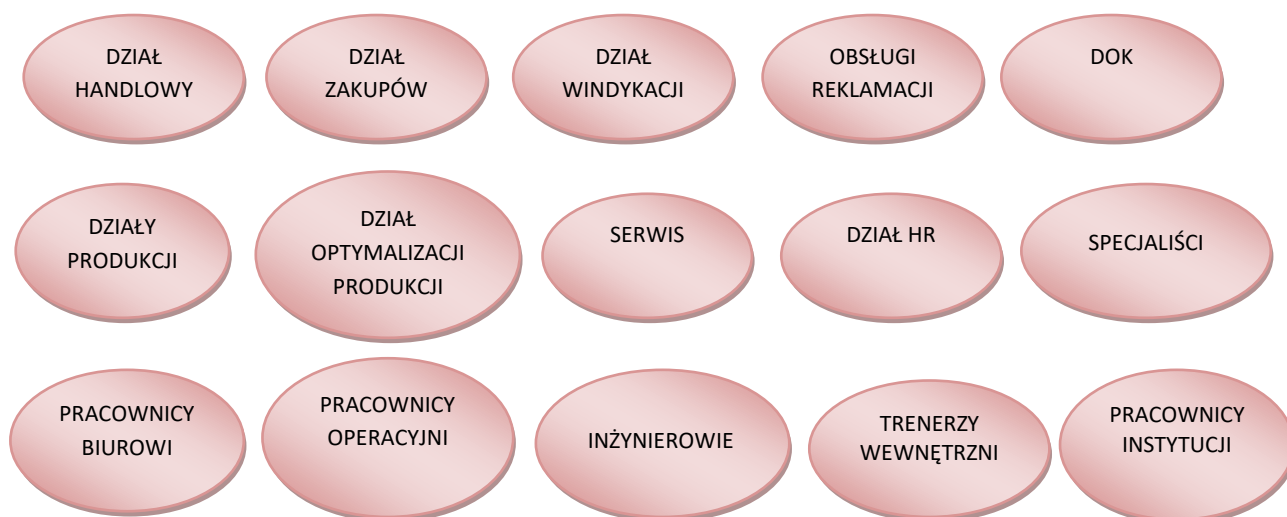 DZIAŁ
HANDLOWY
DZIAŁ
ZAKUPÓW
DZIAŁ
WINDYKACJI
OBSŁUGI
REKLAMACJI
DOK
DZIAŁY
PRODUKCJI
DZIAŁ
OPTYMALIZACJI
PRODUKCJI
SERWIS
DZIAŁ HR
SPECJALIŚCI
PRACOWNICY
BIUROWI
PRACOWNICY
OPERACYJNI
INŻYNIEROWIE
TRENERZY
WEWNĘTRZNI
PRACOWNICY
INSTYTUCJI